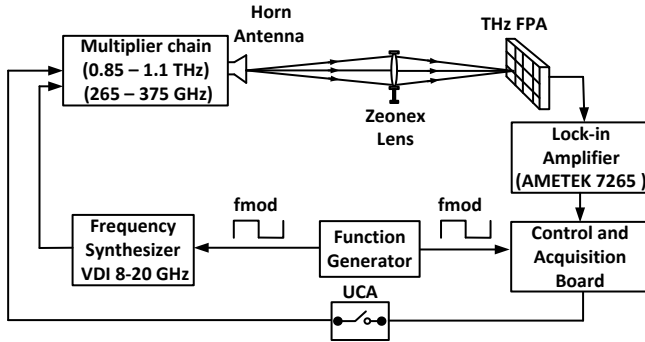 Horn
Antenna
THz FPA
Multiplier chain
(0.85 – 1.1 THz)
(265 – 375 GHz)
Zeonex
Lens
Lock-in
Amplifier
(AMETEK 7265 )
fmod
fmod
Frequency
Synthesizer
VDI 8-20 GHz
Function
Generator
Control and
Acquisition
Board
UCA